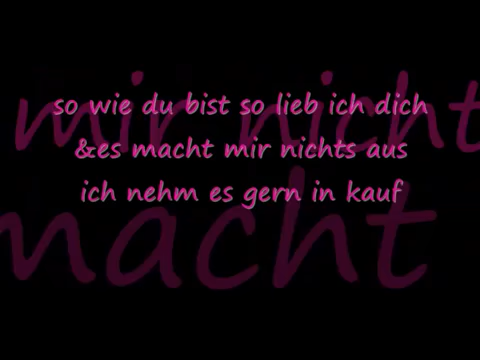 so wie du bist so lieb ich dich
&es macht mir nichts aus
ich nehm es gern in kauf
mir nicht
macht